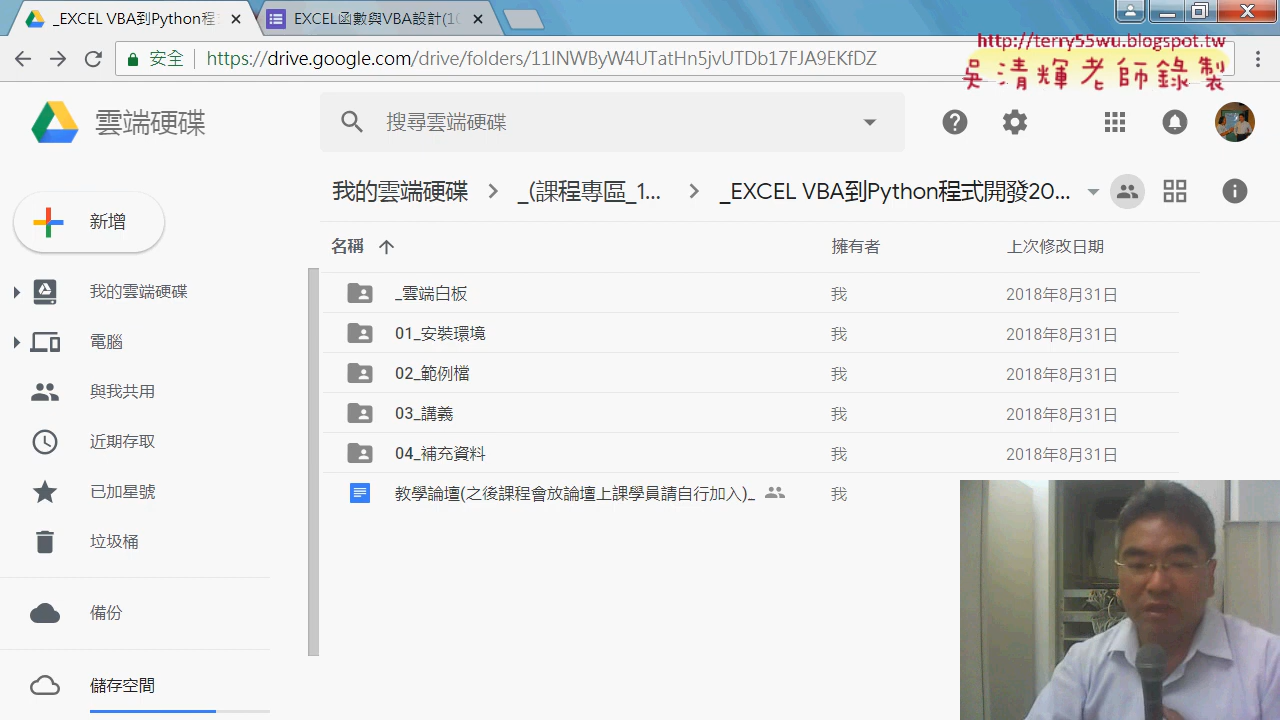 _EXCEL VBA到Python程
EXCEL函數與VBA設計(10
安全
https://drive.google.com/drive/folders/11lNWByW4UTatHn5jvUTDb17FJA9EKfDZ
http://terry55wu.blogspot.tw
吳清輝老師錄製
雲端硬碟
搜尋雲端硬碟
我的雲端硬碟
_(課程專區_1...
_EXCEL VBA到Python程式開發20...
新增
名稱
擁有者
上次修改日期
我的雲端硬碟
電腦
與我共用
近期存取
已加星號
垃圾桶
備份
儲存空間
_雲端白板 我 2018年8月31日
01_安裝環境 我 2018年8月31日
02_範例檔 我 2018年8月31日
03_講義 我 2018年8月31日
04_補充資料 我 2018年8月31日
教學論壇(之後課程會放論壇上課學員請自行加入)_ 我